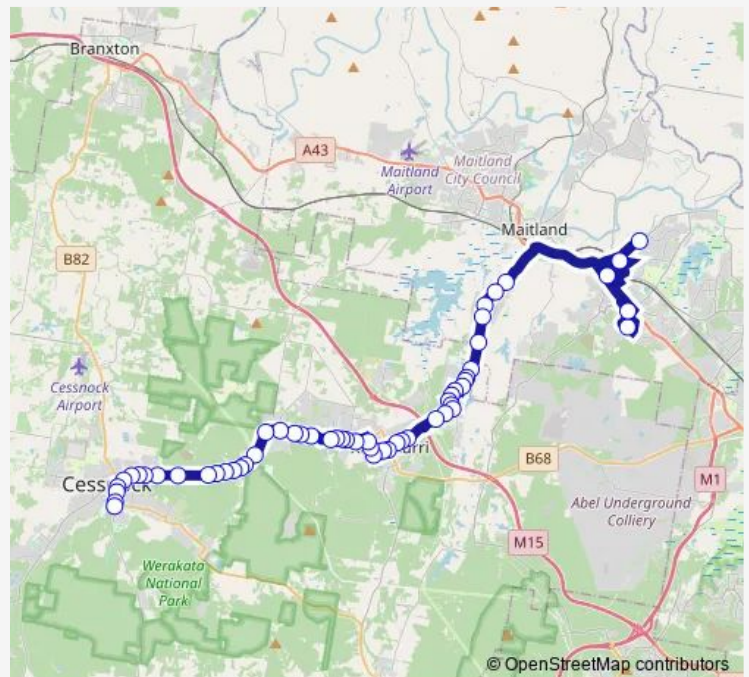 Branxton
A43
Maitland
Airport
Maitland
City Council
Maitland
B82
Cessnock
Airport
B68
Cessnock
M1
Abel Underground
Colliery
M15
Werakata
National
Park
© OpenStreetMap contributors